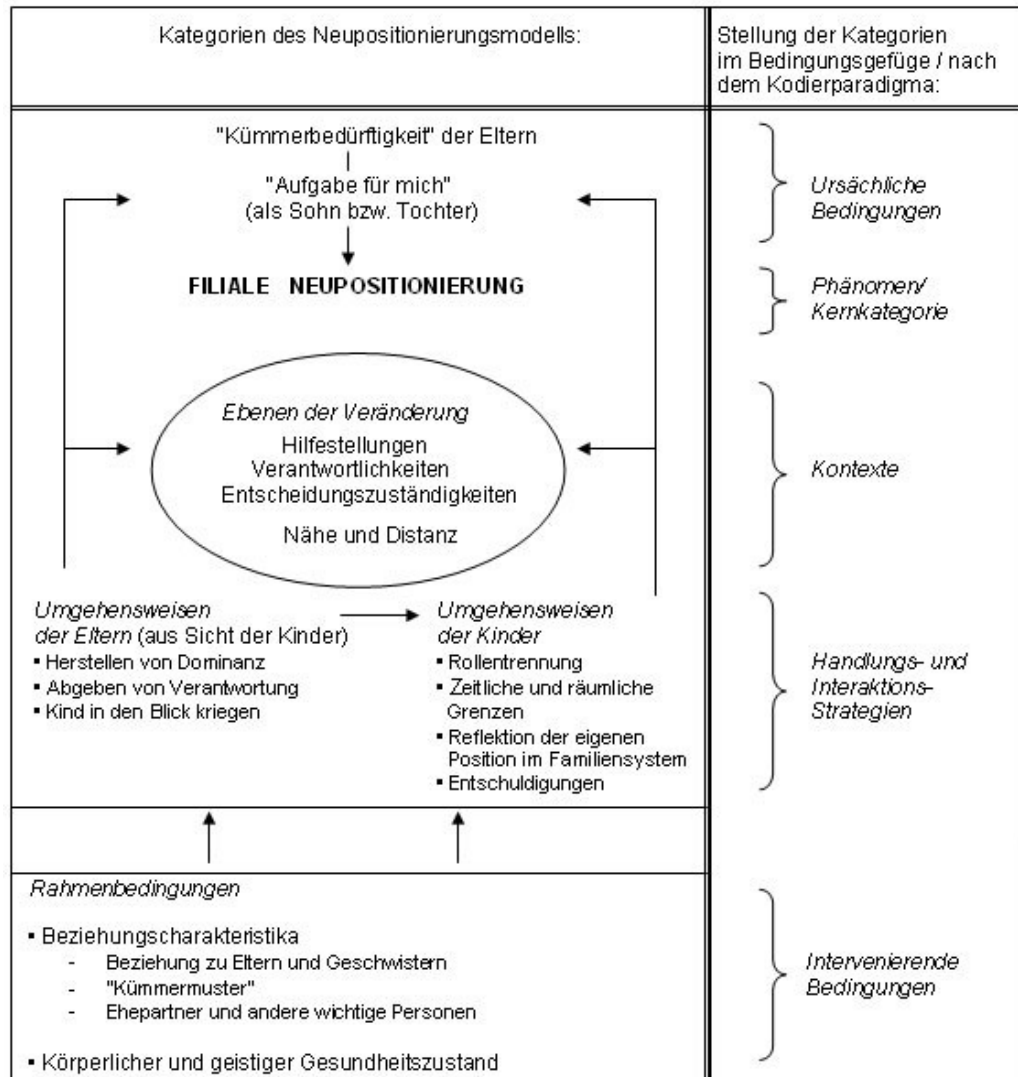 Kategorien des Neupositionierungsmodells:
Stellung der Kategorien
im Bedingungsgefüge / nach
dem Kodierparadigma:
"Kümmerbedürftigkeit" der Eltern
"Aufgabe für mich"
(als Sohn bzw. Tochter)
Ursächliche
Bedingungen
FILIALE NEUPOSITIONIERUNG
Phänomen/
Kernkategorie
Ebenen der Veränderung
Hilfestellungen
Verantwortlichkeiten
Entscheidungszuständigkeiten
Nähe und Distanz
Kontexte
Umgehensweisen
der Eltern (aus Sicht der Kinder)
▪ Herstellen von Dominanz
▪ Abgeben von Verantwortung
▪ Kind in den Blick kriegen
Umgehensweisen
der Kinder
▪ Rollentrennung
▪ Zeitliche und räumliche
Grenzen
▪ Reflektion der eigenen
Position im Familiensystem
▪ Entschuldigungen
Handlungs- und
Interaktions-
Strategien
Rahmenbedingungen
▪ Beziehungscharakteristika
- Beziehung zu Eltern und Geschwistern
- "Kümmermuster"
- Ehepartner und andere wichtige Personen
▪ Körperlicher und geistiger Gesundheitszustand
Intervenierende
Bedingungen